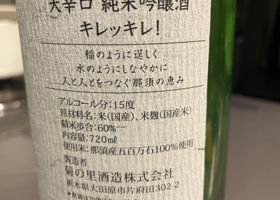 大辛口 純米吟醸酒
キレッキレ!
稲のように逞しく
水のようにしなやかに
人と人とをつなぐ那須の恵み
アルコール分:15度
原材料名:米(国産)、米麹(国産米)
精米歩合:60%
内容量:720ml
使用米:那須産五百万石100%使用
製造者
菊の里酒造株式会社
栃木県大田原市片府田302-2